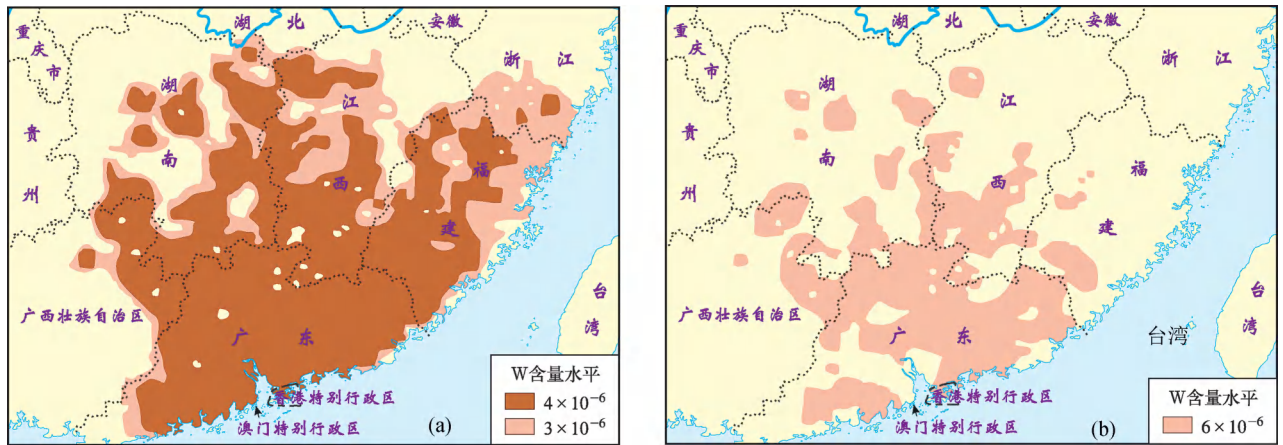 湖北
安徽
重庆市
浙江
湖南
江西
贵州
福建
广西壮族自治区
广东
台湾
香港特别行政区
澳门特别行政区
(a)
W含量水平
4×10⁻⁶
3×10⁻⁶
湖北
安徽
重庆市
浙江
湖南
江西
贵州
福建
广西壮族自治区
广东
台湾
台湾
香港特别行政区
澳门特别行政区
(b)
W含量水平
6×10⁻⁶